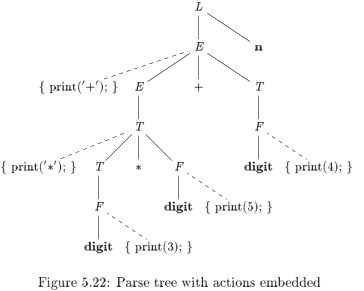 L
E n
{ print('+'); } E + T
T F
{ print('*'); } T * F digit { print(4); }
F digit { print(5); }
digit { print(3); }
Figure 5.22: Parse tree with actions embedded